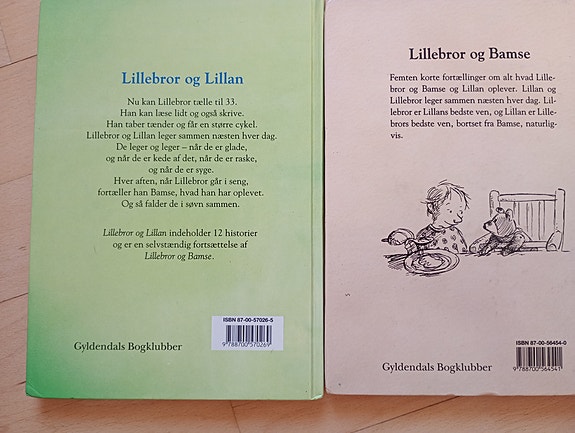 Lillebror og Lillan
Nu kan Lillebror tælle til 33.
Han kan læse lidt og også skrive.
Han taber tænder og får en større cykel.
Lillebror og Lillan leger sammen næsten hver dag.
De leger og leger – når de er glade,
og når de er kede af det, når de er raske,
og når de er syge.
Hver aften, når Lillebror går i seng,
fortæller han Bamse, hvad han har oplevet.
Og så falder de i søvn sammen.
Lillebror og Lillan indeholder 12 historier
og er en selvstændig fortsættelse af
Lillebror og Bamse.
ISBN 87-00-57026-5
9 788700 570269
Gyldendals Bogklubber
Lillebror og Bamse
Femten korte fortællinger om alt hvad Lille-
bror og Bamse og Lillan oplever. Lillan og
Lillebror leger sammen næsten hver dag. Lil-
lebror er Lillans bedste ven, og Lillan er Lille-
brors bedste ven, bortset fra Bamse, naturlig-
vis.
ISBN 87-00-56454-0
9 788700 564541
Gyldendals Bogklubber